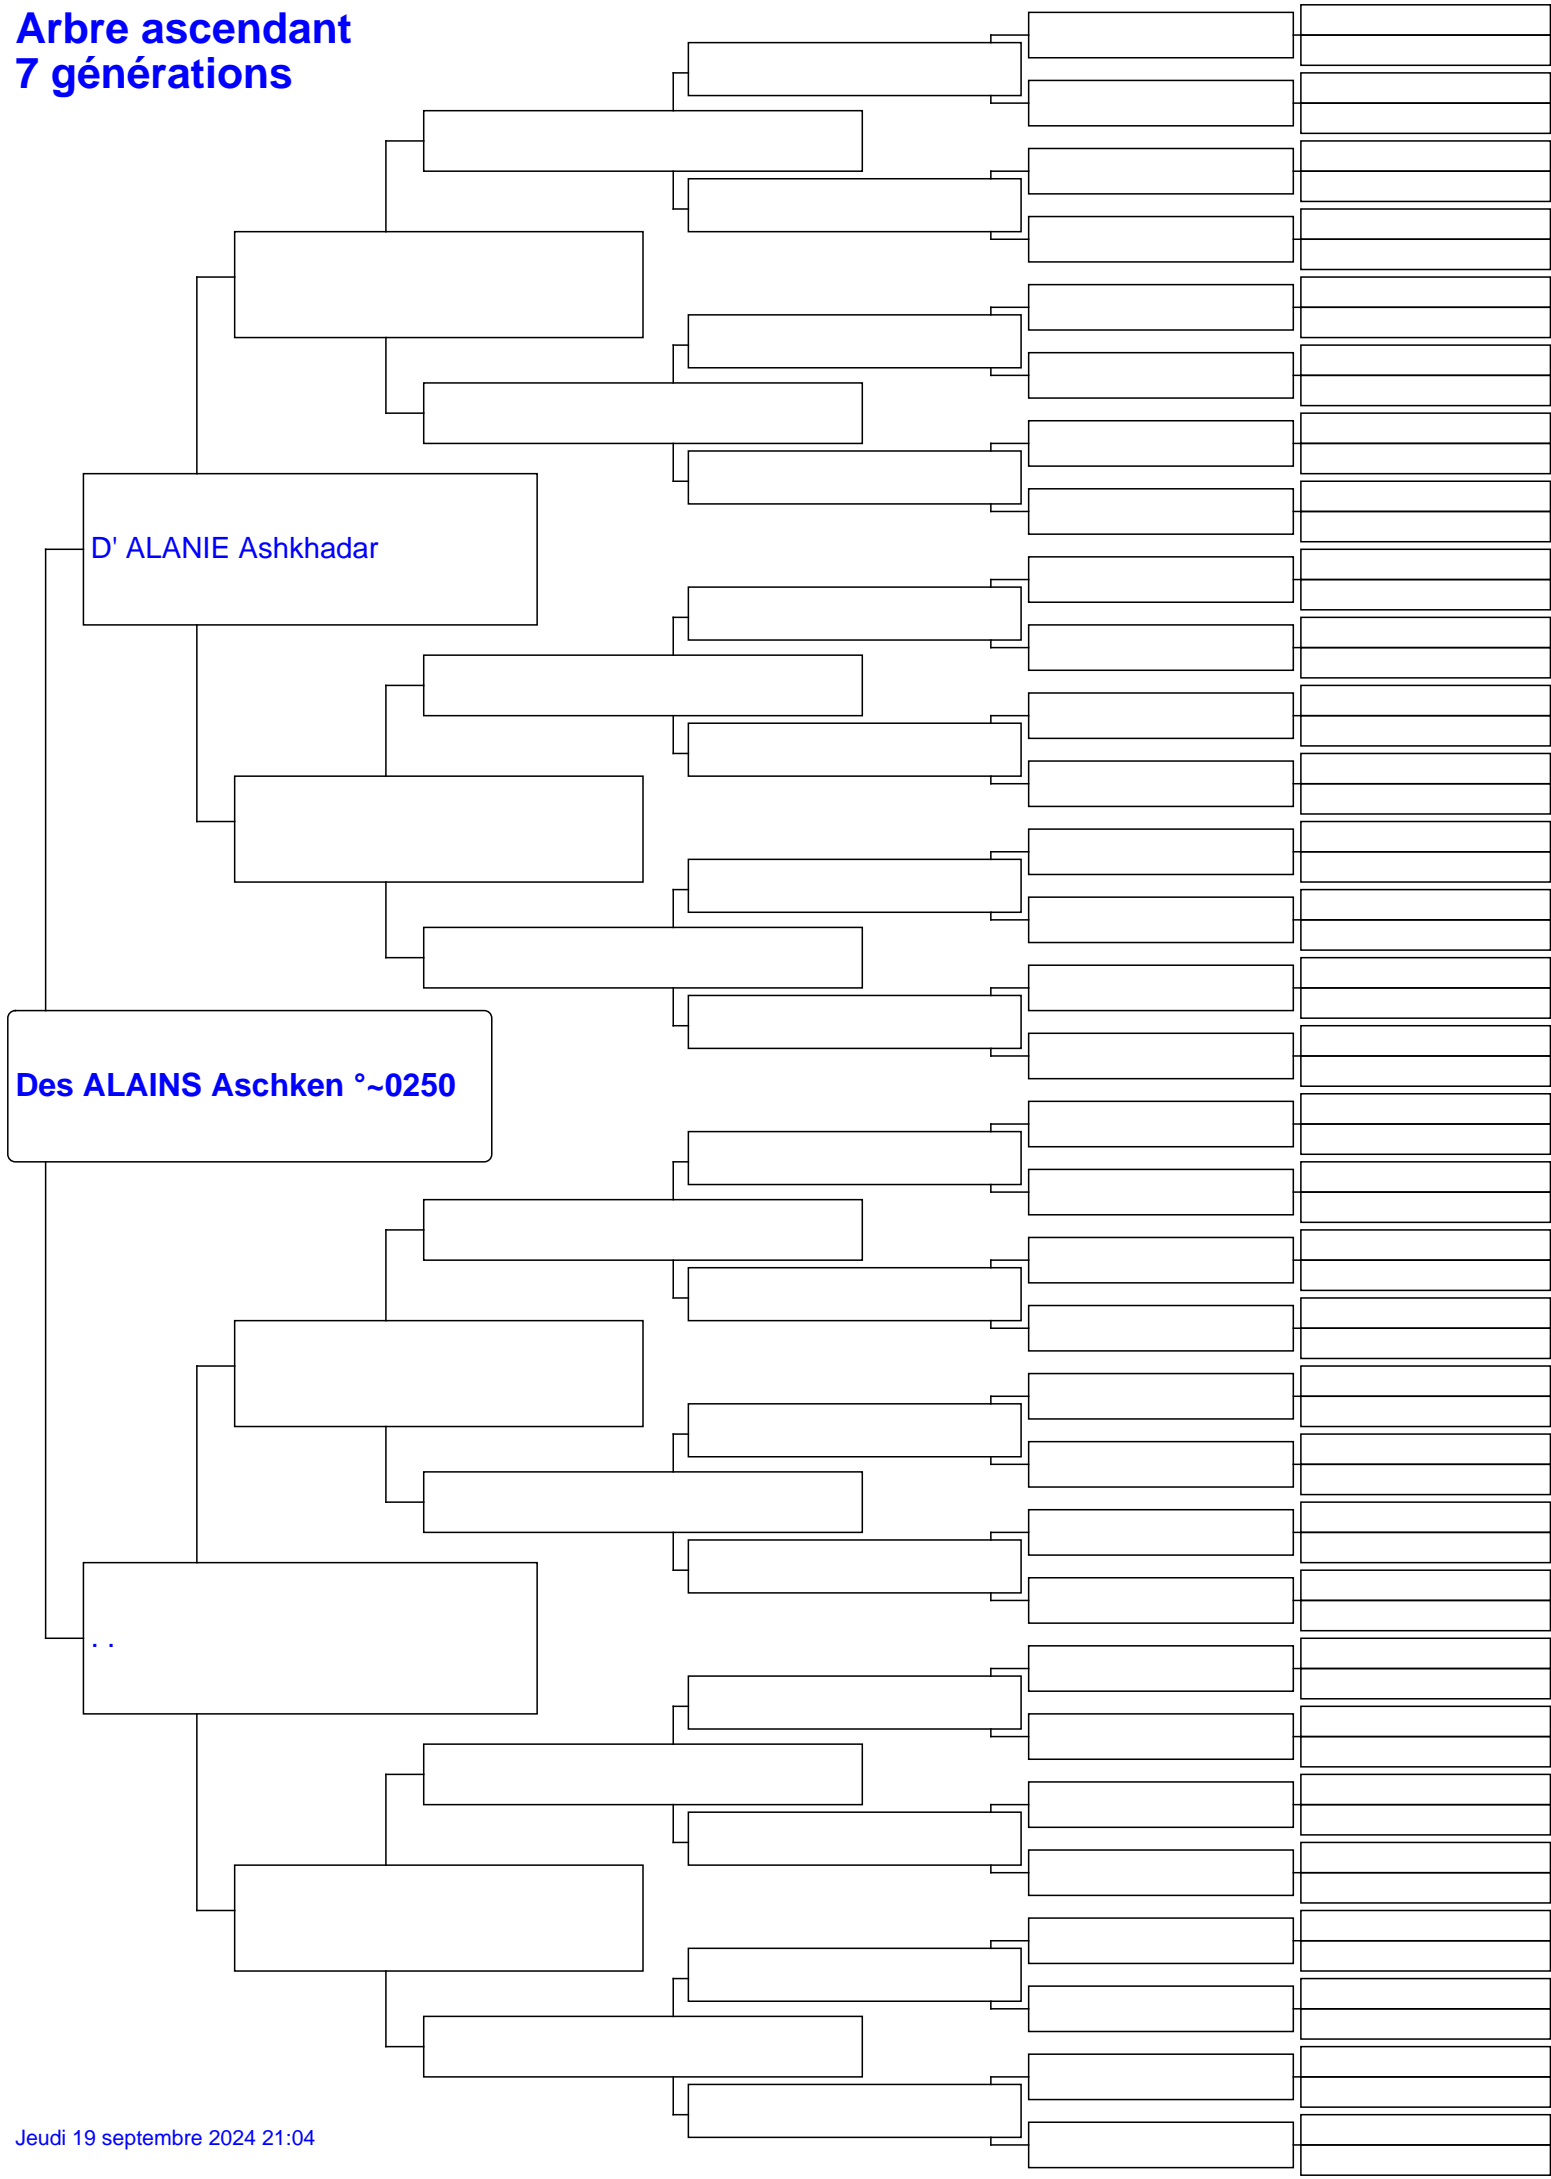 Arbre ascendant
7 générations
D' ALANIE Ashkhadar
Des ALAINS Aschken °~0250
. .
Jeudi 19 septembre 2024 21:04